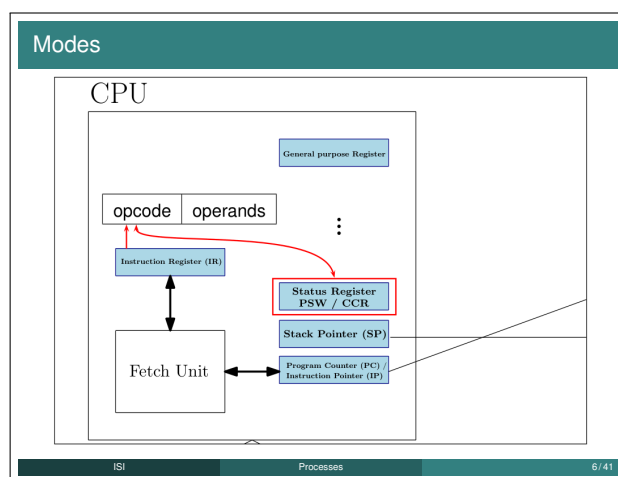 Modes
CPU
General purpose Register
opcode operands
Instruction Register (IR)
Status Register
PSW / CCR
Stack Pointer (SP)
Fetch Unit
Program Counter (PC) /
Instruction Pointer (IP)
ISI Processes 6/41